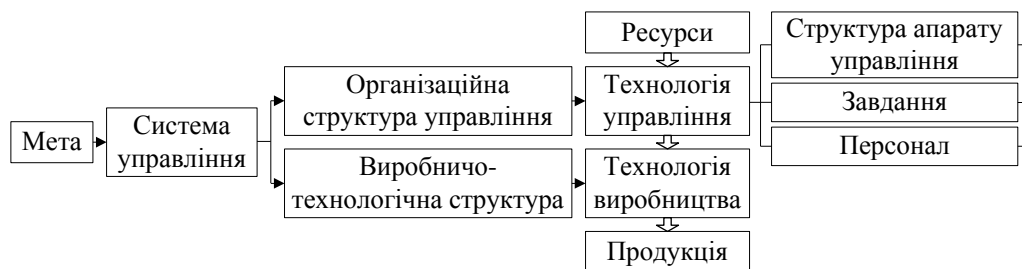 Мета
Система
управління
Організаційна
структура управління
Виробничо-
технологічна структура
Ресурси
Технологія
управління
Технологія
виробництва
Продукція
Структура апарату
управління
Завдання
Персонал